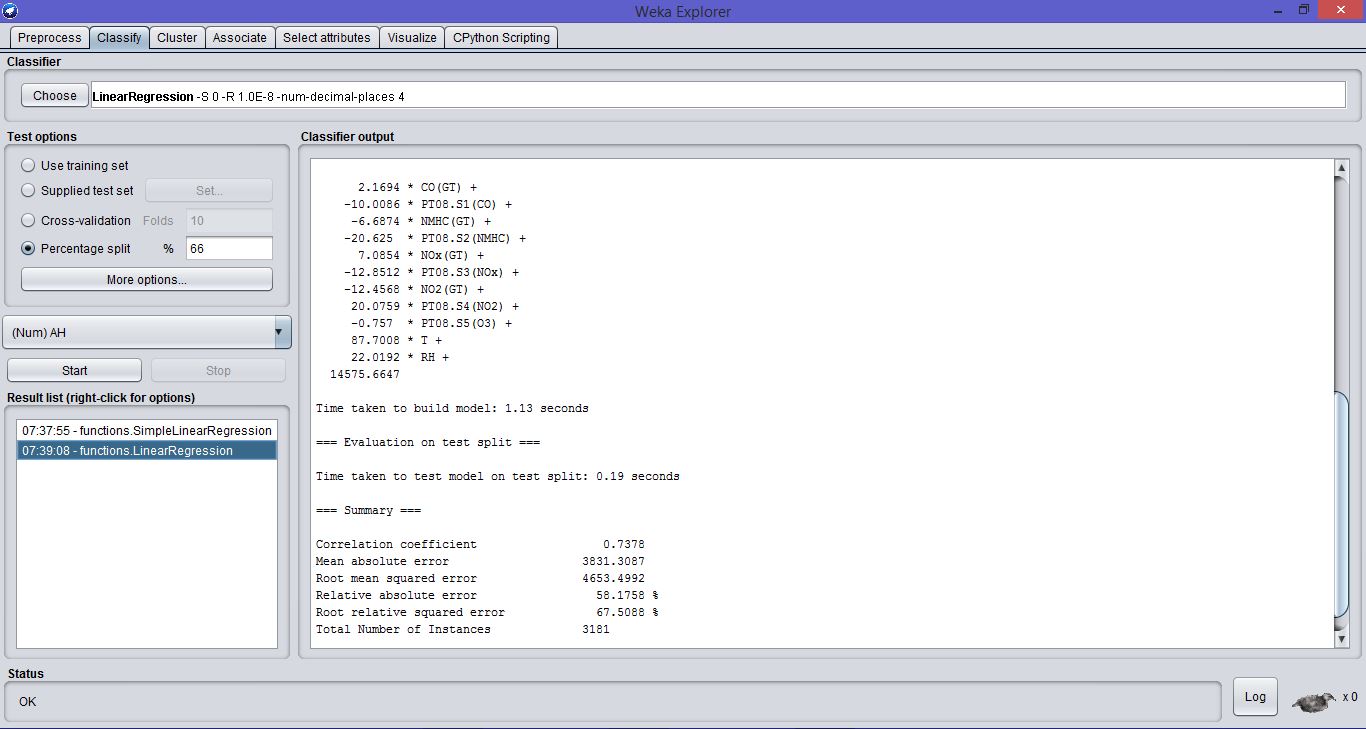 Weka Explorer
Preprocess Classify Cluster Associate Select attributes Visualize CPython Scripting
Classifier
Choose LinearRegression -S 0 -R 1.0E-8 -num-decimal-places 4
Test options
Use training set
Supplied test set Set...
Cross-validation Folds 10
Percentage split % 66
More options...
(Num) AH
Start Stop
Result list (right-click for options)
07:37:55 - functions.SimpleLinearRegression
07:39:08 - functions.LinearRegression
Classifier output
2.1694 * CO(GT) +
-10.0086 * PT08.S1(CO) +
-6.6874 * NMHC(GT) +
-20.625 * PT08.S2(NMHC) +
7.0854 * NOx(GT) +
-12.8512 * PT08.S3(NOx) +
-12.4568 * NO2(GT) +
20.0759 * PT08.S4(NO2) +
-0.757 * PT08.S5(O3) +
87.7008 * T +
22.0192 * RH +
14575.6647
Time taken to build model: 1.13 seconds
=== Evaluation on test split ===
Time taken to test model on test split: 0.19 seconds
=== Summary ===
Correlation coefficient 0.7378
Mean absolute error 3831.3087
Root mean squared error 4653.4992
Relative absolute error 58.1758 %
Root relative squared error 67.5088 %
Total Number of Instances 3181
Status
OK
Log x 0